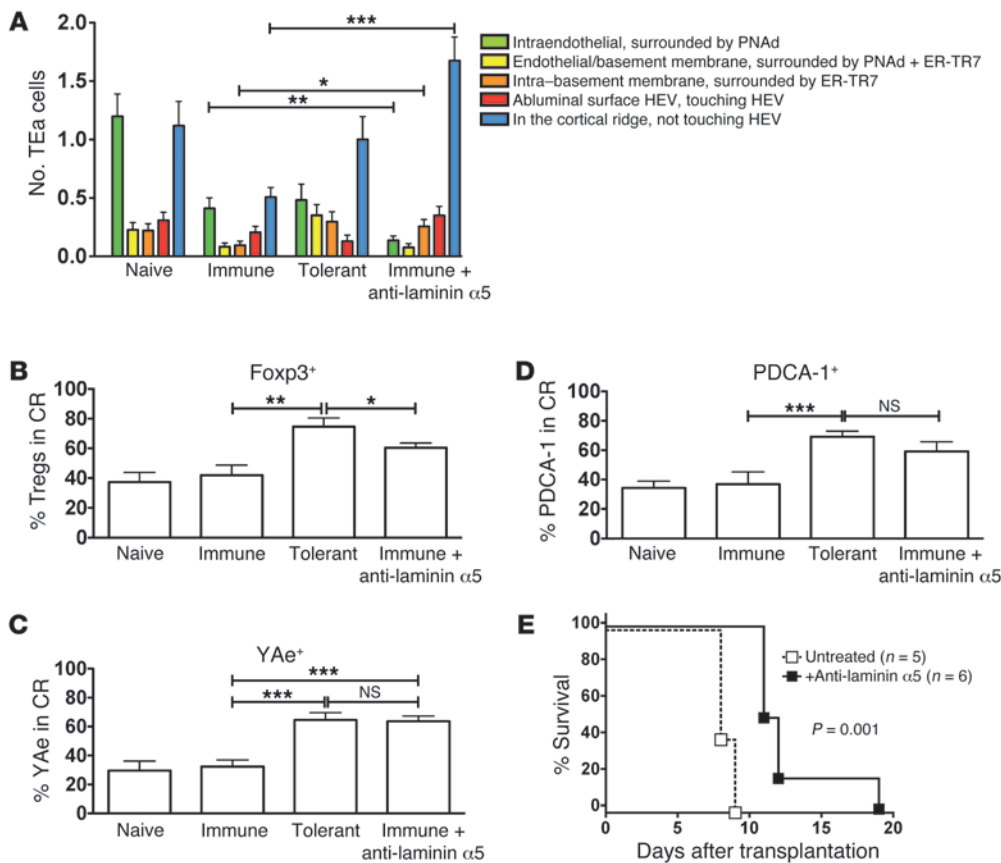 A
No. TEa cells
2.0
1.5
1.0
0.5
0.0
***
*
**
Naive
Immune
Tolerant
Immune +
anti-laminin α5
Intraendothelial, surrounded by PNAd
Endothelial/basement membrane, surrounded by PNAd + ER-TR7
Intra–basement membrane, surrounded by ER-TR7
Abluminal surface HEV, touching HEV
In the cortical ridge, not touching HEV
B
Foxp3+
% Tregs in CR
100
80
60
40
20
0
**
*
Naive
Immune
Tolerant
Immune +
anti-laminin α5
D
PDCA-1+
% PDCA-1 in CR
100
80
60
40
20
0
***
NS
Naive
Immune
Tolerant
Immune +
anti-laminin α5
C
YAe+
% YAe in CR
100
80
60
40
20
0
***
***
NS
Naive
Immune
Tolerant
Immune +
anti-laminin α5
E
% Survival
100
80
60
40
20
0
Untreated (n = 5)
+Anti-laminin α5 (n = 6)
P = 0.001
0
5
10
15
20
Days after transplantation